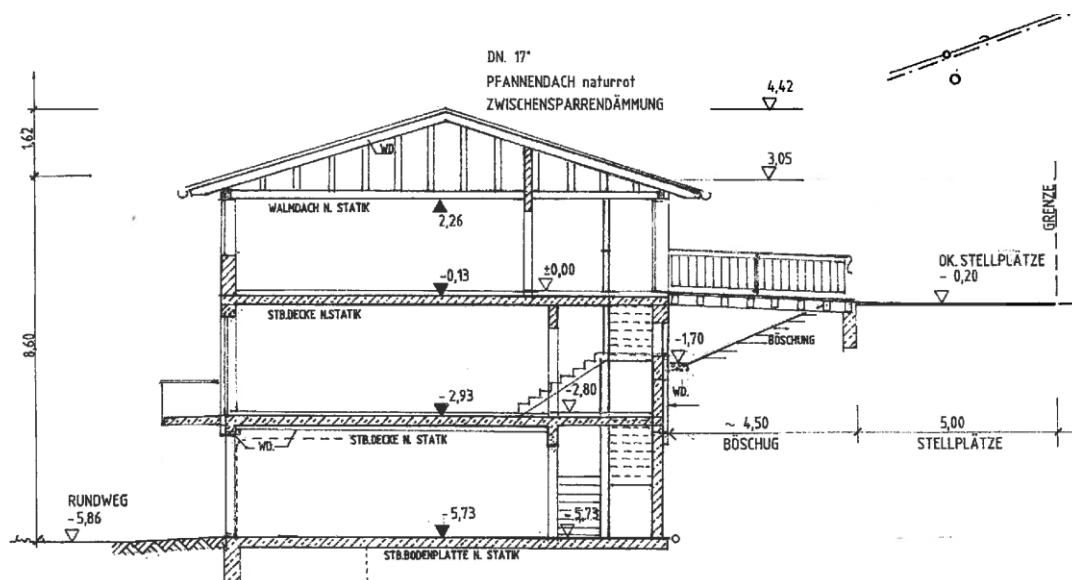 DN. 17°
PFANNENDACH naturrot
ZWISCHENSPARRENDÄMMUNG
4,42
1,62
WD.
3,05
WALMDACH N. STATIK
2,26
GRENZE
OK. STELLPLÄTZE
- 0,20
-0,13
±0,00
STB.DECKE N.STATIK
BÖSCHUNG
-1,70
8,60
WD.
-2,93
-2,80
~ 4,50
BÖSCHUG
5,00
STELLPLÄTZE
STB.DECKE N. STATIK
WD.
RUNDWEG
-5,86
-5,73
-5,73
STB.BODENPLATTE N. STATIK